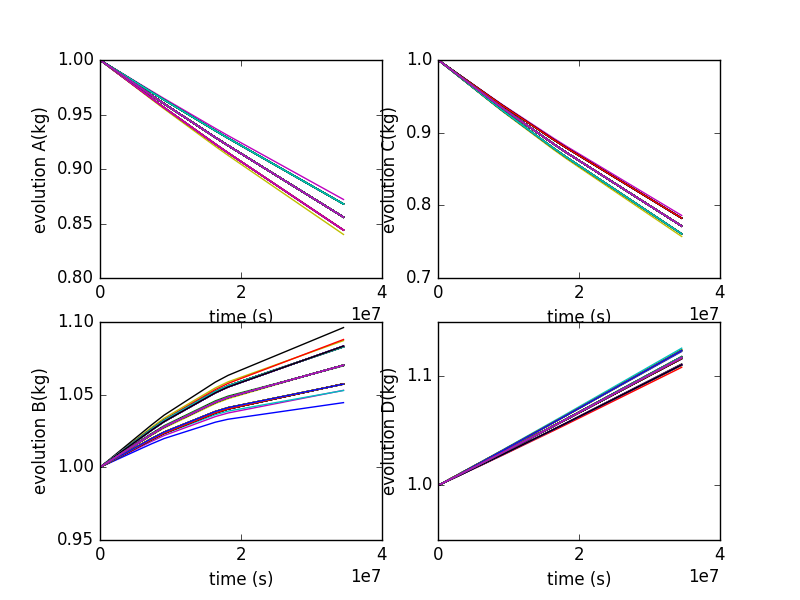 1.00
0.95
0.90
0.85
0.80
evolution A(kg)
0
2
4
1e7
time (s)
1.0
0.9
0.8
0.7
evolution C(kg)
0
2
4
1e7
time (s)
1.10
1.05
1.00
0.95
evolution B(kg)
0
2
4
1e7
time (s)
1.1
1.0
evolution D(kg)
0
2
4
1e7
time (s)